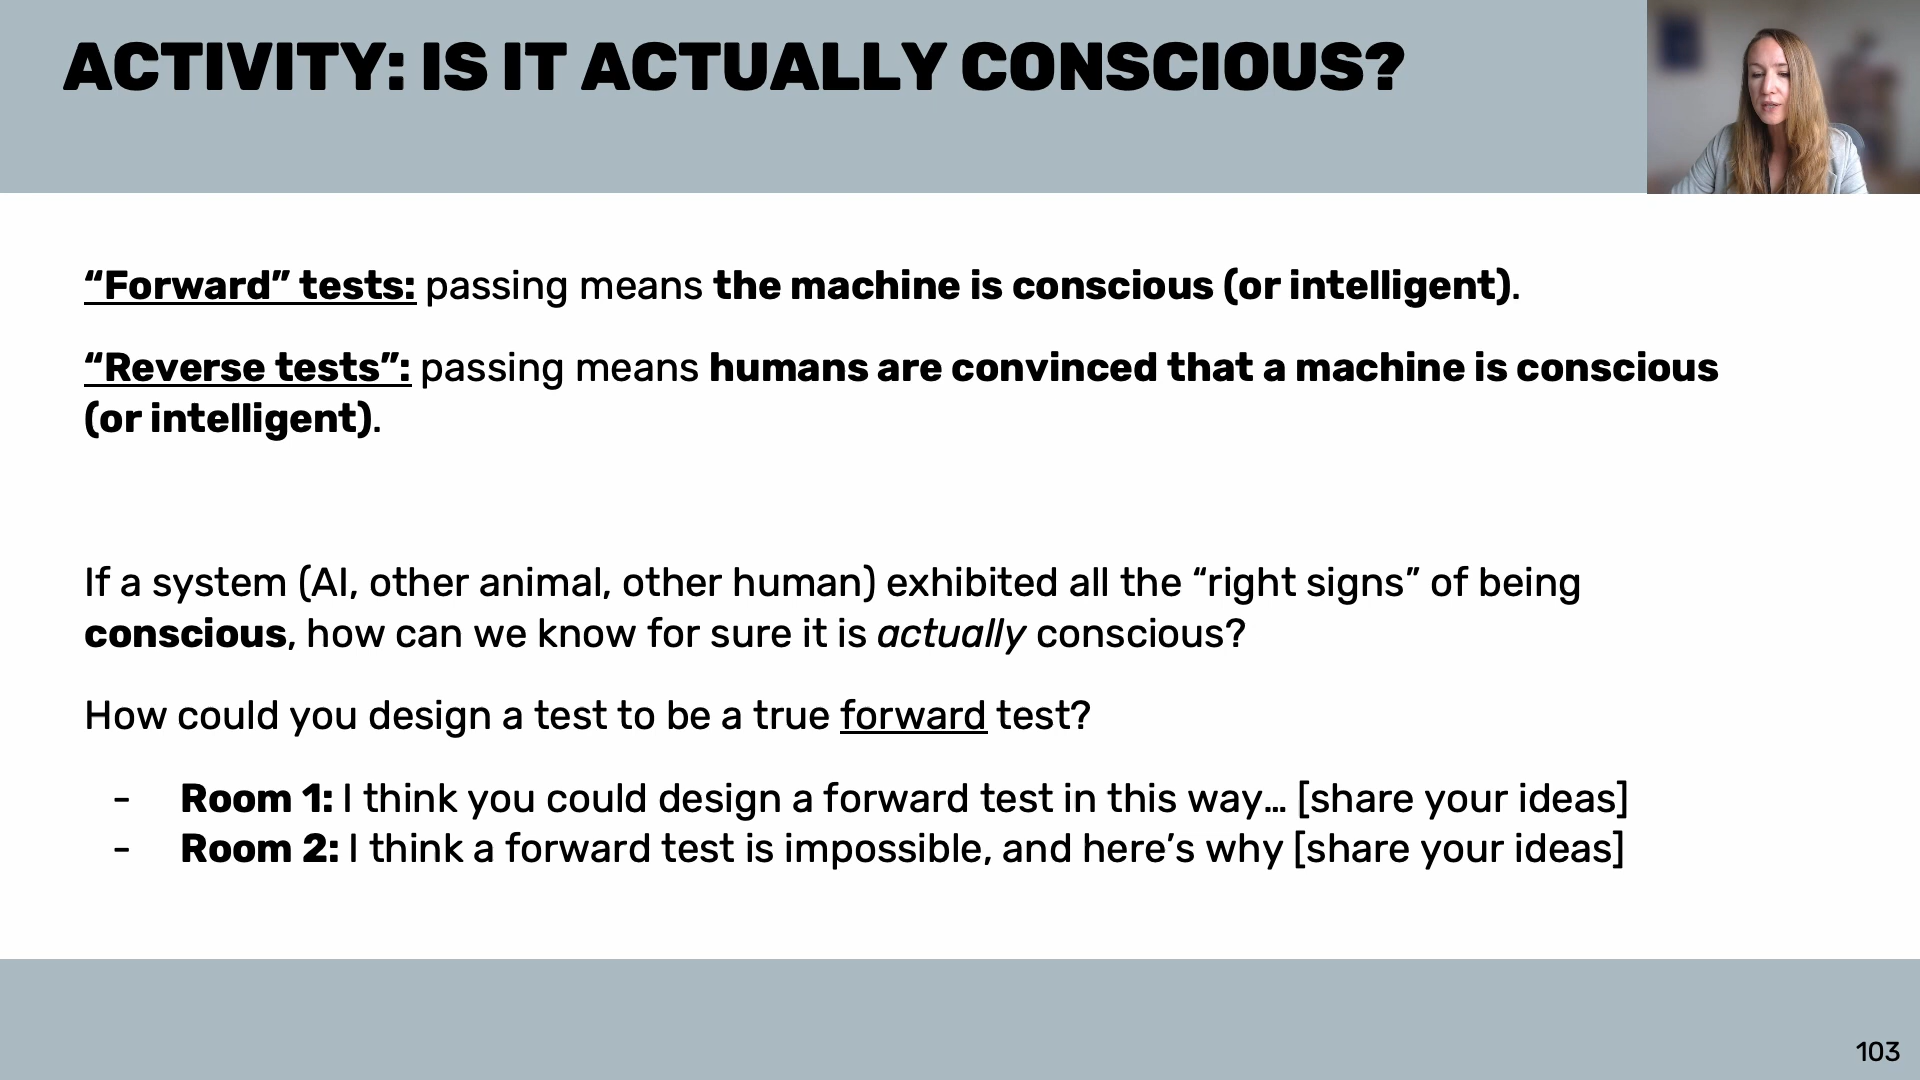 ACTIVITY: IS IT ACTUALLY CONSCIOUS?
“Forward” tests: passing means the machine is conscious (or intelligent).
“Reverse tests”: passing means humans are convinced that a machine is conscious
(or intelligent).
If a system (AI, other animal, other human) exhibited all the “right signs” of being
conscious, how can we know for sure it is actually conscious?
How could you design a test to be a true forward test?
- Room 1: I think you could design a forward test in this way… [share your ideas]
- Room 2: I think a forward test is impossible, and here’s why [share your ideas]
103